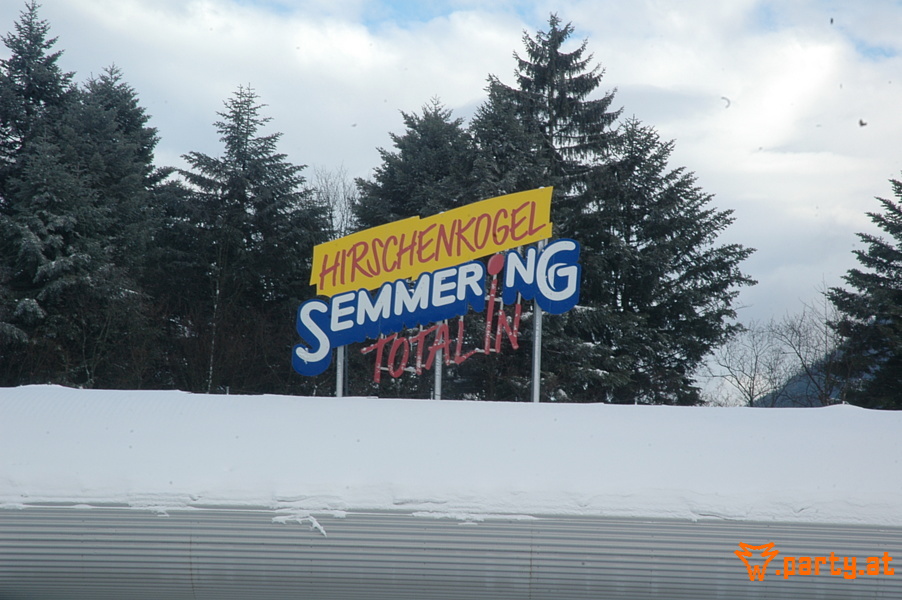 HIRSCHENKOGEL
SEMMERING
TOTAL IN
w.party.at